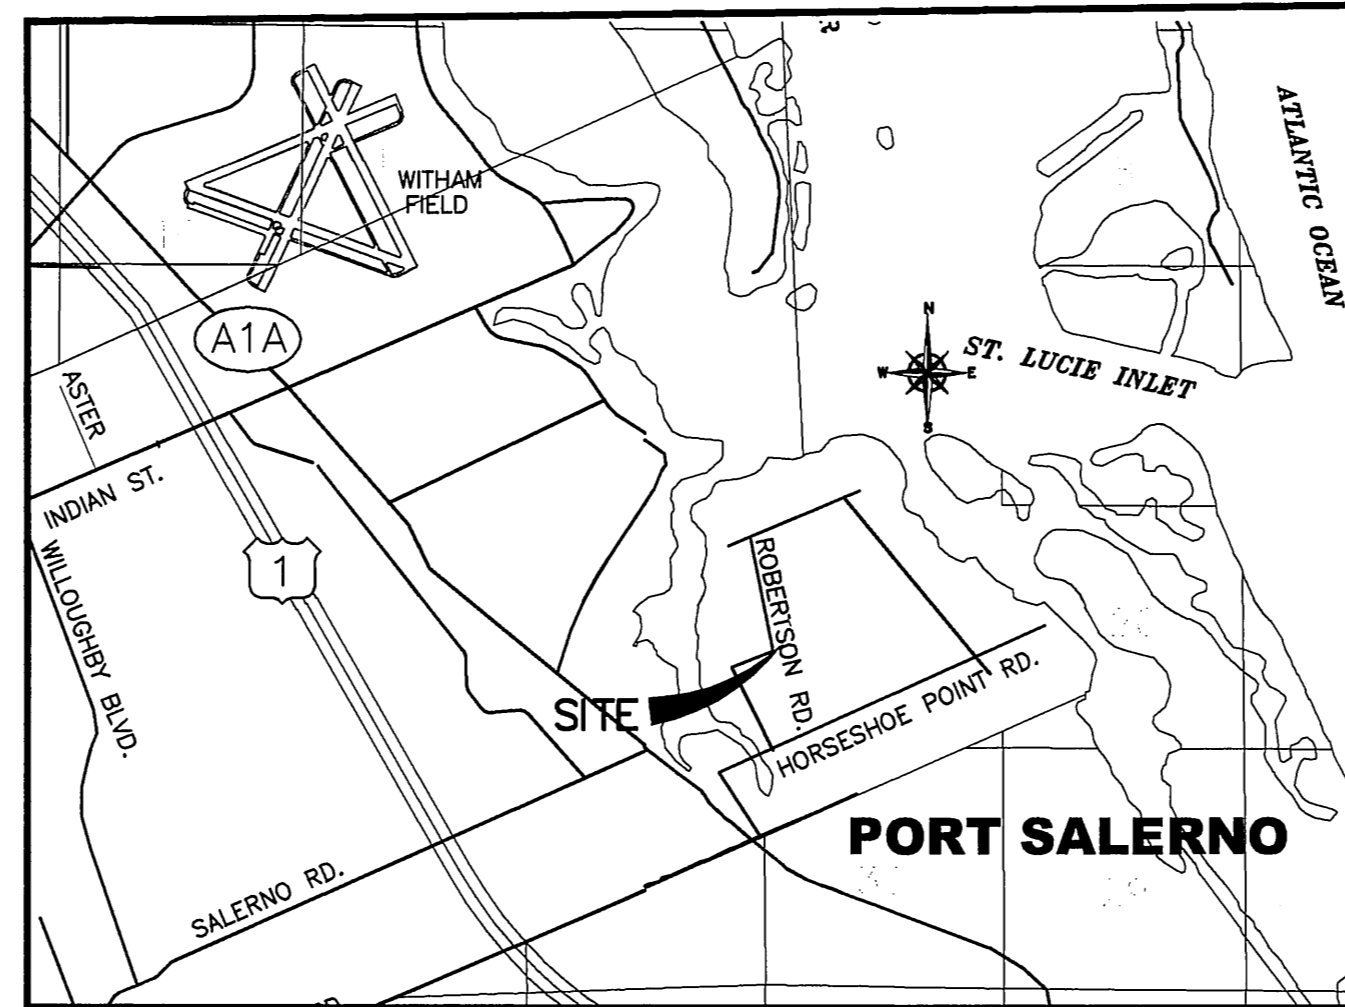 ATLANTIC OCEAN
WITHAM
FIELD
A1A
N
W
E
S
ST. LUCIE INLET
ASTER
INDIAN ST.
WILLOUGHBY BLVD.
1
ROBERTSON RD.
SITE
HORSESHOE POINT RD.
PORT SALERNO
SALERNO RD.